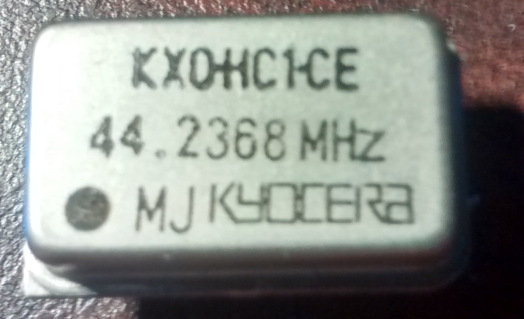 KXO-HC1-CE
44.2368 MHz
MJ KYOCERA